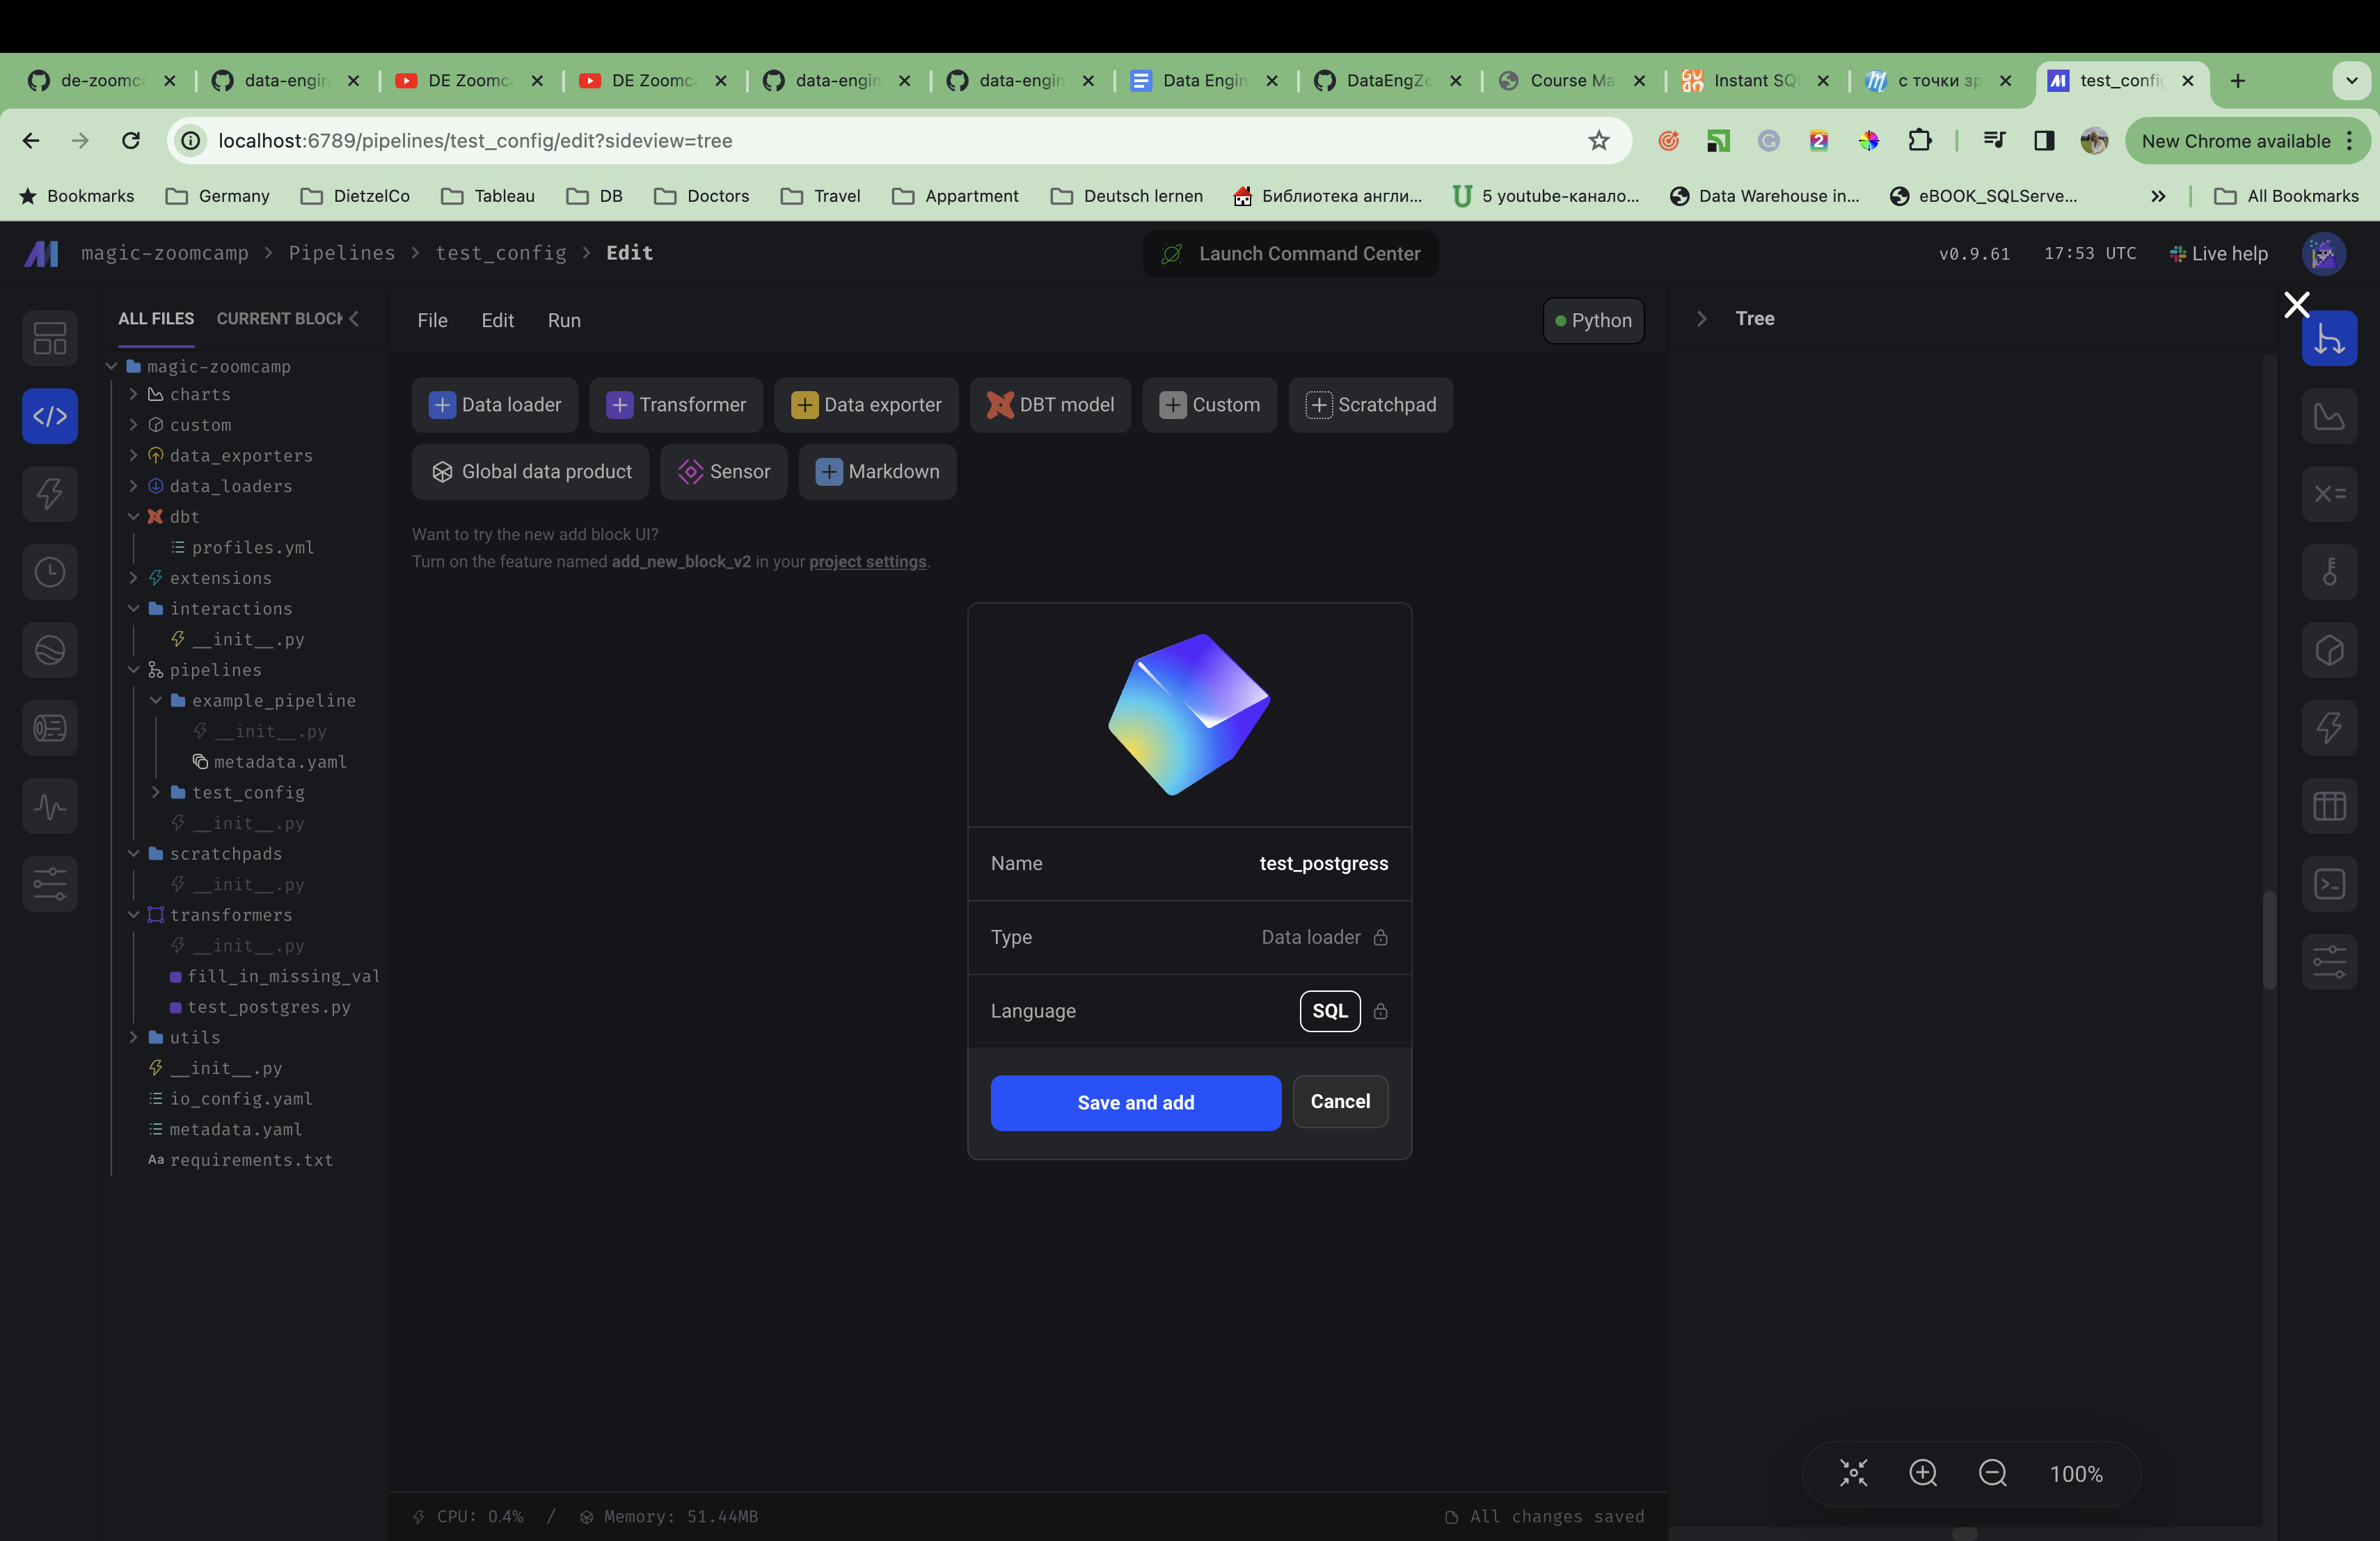 de-zoomca
data-engin
DE Zoomca
DE Zoomca
data-engin
data-engin
Data Engin
DataEngZo
Course Ma
Instant SQ
с точки зр
test_config
localhost:6789/pipelines/test_config/edit?sideview=tree
New Chrome available
Bookmarks
Germany
DietzelCo
Tableau
DB
Doctors
Travel
Appartment
Deutsch lernen
Библиотека англи...
5 youtube-канало...
Data Warehouse in...
eBOOK_SQLServe...
All Bookmarks
magic-zoomcamp > Pipelines > test_config > Edit
Launch Command Center
v0.9.61
17:53 UTC
Live help
ALL FILES
CURRENT BLOCK
File
Edit
Run
Python
Tree
magic-zoomcamp
charts
custom
data_exporters
data_loaders
dbt
profiles.yml
extensions
interactions
__init__.py
pipelines
example_pipeline
__init__.py
metadata.yaml
test_config
__init__.py
scratchpads
__init__.py
transformers
__init__.py
fill_in_missing_val
test_postgres.py
utils
__init__.py
io_config.yaml
metadata.yaml
Aa requirements.txt
Data loader
Transformer
Data exporter
DBT model
Custom
Scratchpad
Global data product
Sensor
Markdown
Want to try the new add block UI?
Turn on the feature named add_new_block_v2 in your project settings.
Name
test_postgress
Type
Data loader
Language
SQL
Save and add
Cancel
CPU: 0.4% / Memory: 51.44MB
All changes saved
100%